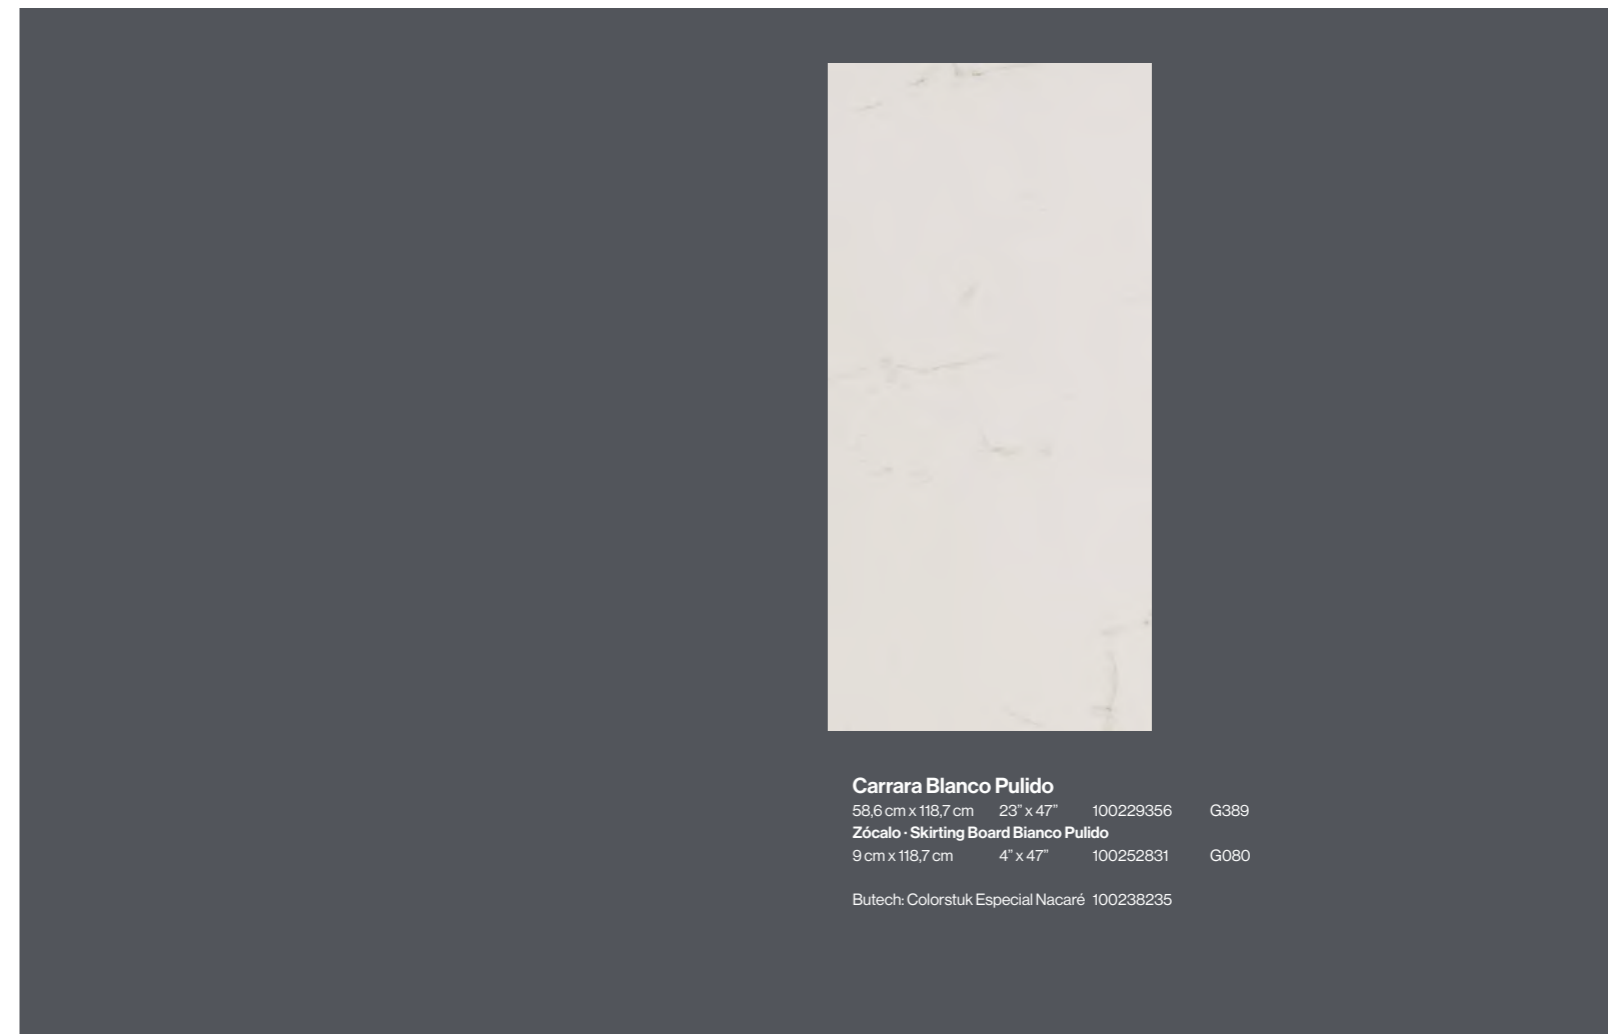 Carrara Blanco Pulido
58,6 cm x 118,7 cm 23” x 47” 100229356 G389
Zócalo · Skirting Board Bianco Pulido
9 cm x 118,7 cm 4” x 47” 100252831 G080
Butech: Colorstuk Especial Nacaré 100238235